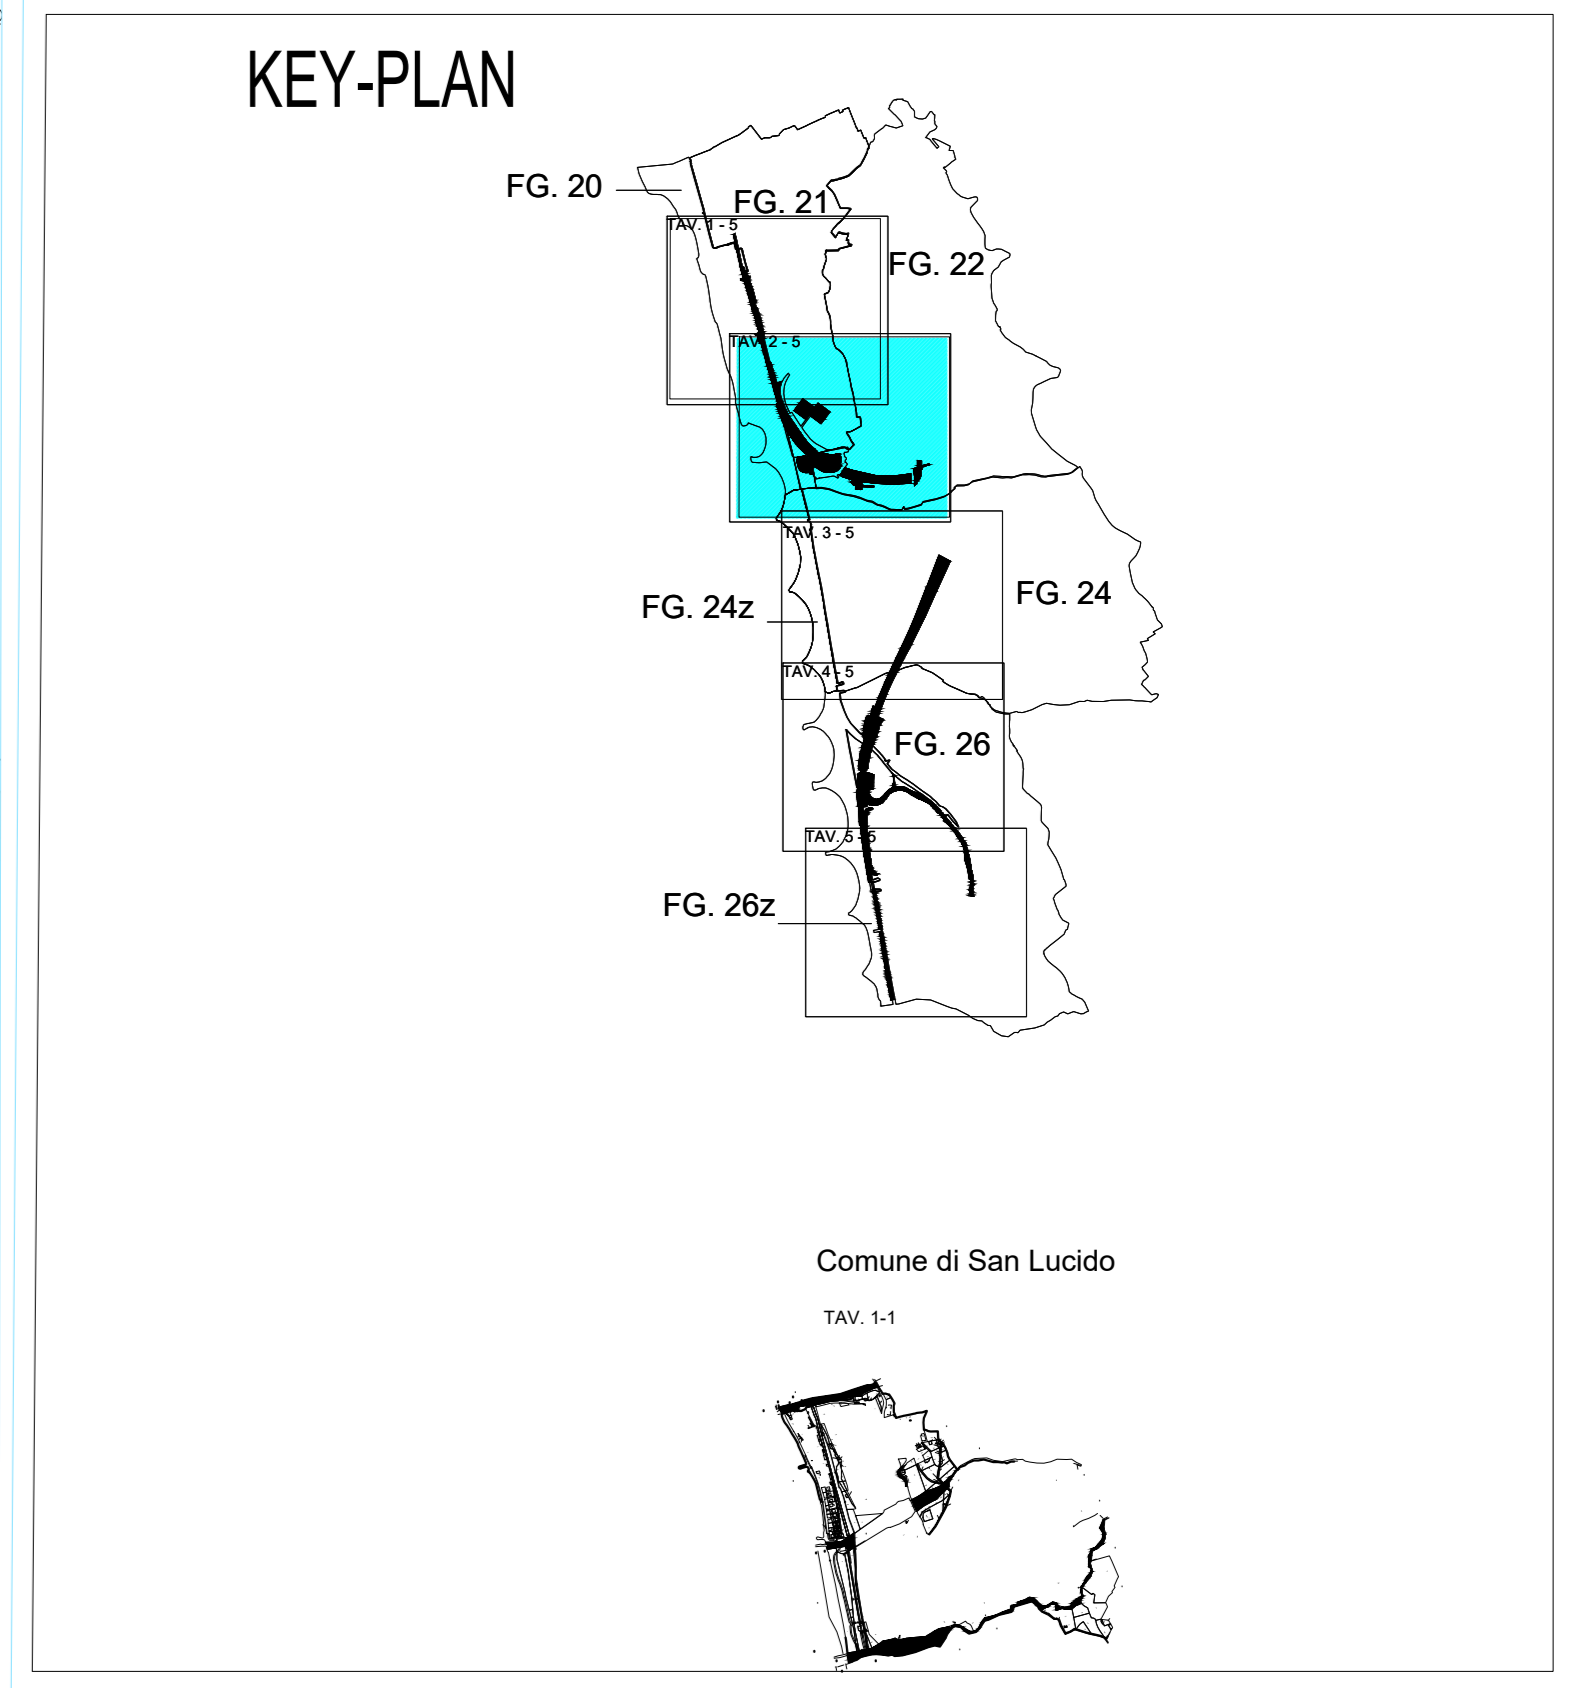 KEY-PLAN
FG. 20
FG. 21
TAV. 1 - 5
FG. 22
TAV. 2 - 5
TAV. 3 - 5
FG. 24
FG. 24z
TAV. 4 - 5
FG. 26
TAV. 5 - 5
FG. 26z
Comune di San Lucido
TAV. 1-1